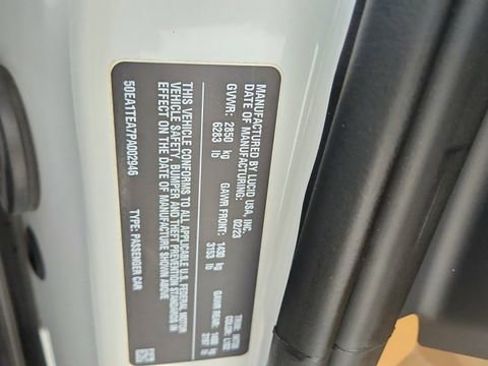 MANUFACTURED BY LUCID USA, INC.
DATE OF MANUFACTURING: 02/23
GVWR: 2850 kg GAWR FRONT: 1430 kg GAWR REAR:
6283 lb 3153 lb
THIS VEHICLE CONFORMS TO ALL APPLICABLE U.S. FEDERAL MOTOR
VEHICLE SAFETY, BUMPER AND THEFT PREVENTION STANDARDS IN
EFFECT ON THE DATE OF MANUFACTURE SHOWN ABOVE
50EA1TEA7PA002946 TYPE: PASSENGER CAR